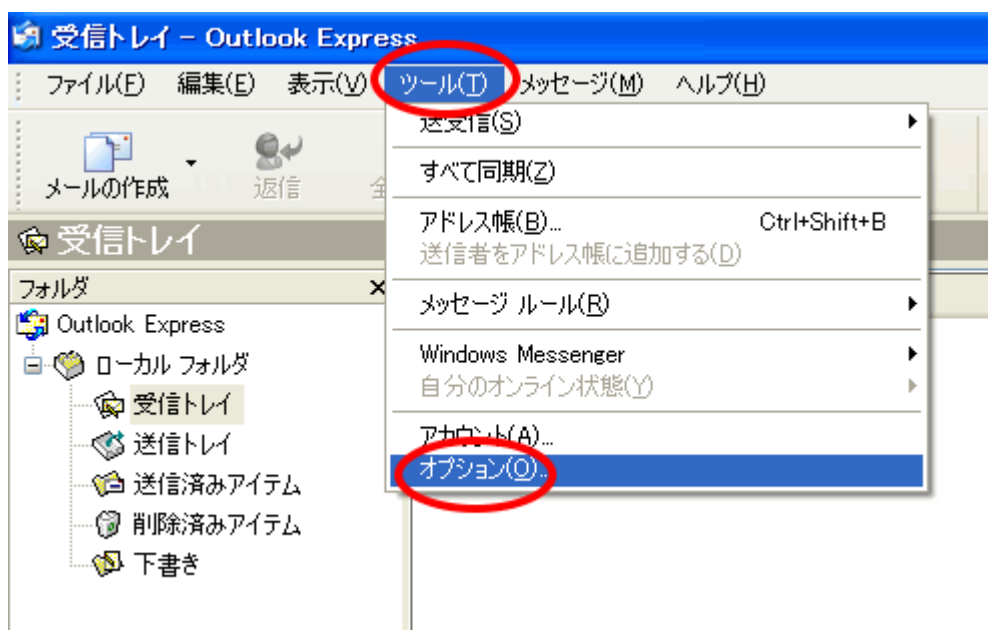 受信トレイ - Outlook Express
ファイル(F) 編集(E) 表示(V) ツール(T) メッセージ(M) ヘルプ(H)
メールの作成 返信 全
受信トレイ
フォルダ
Outlook Express
ローカル フォルダ
受信トレイ
送信トレイ
送信済みアイテム
削除済みアイテム
下書き
送受信(S)
すべて同期(Z)
アドレス帳(B)... Ctrl+Shift+B
送信者をアドレス帳に追加する(D)
メッセージ ルール(R)
Windows Messenger
自分のオンライン状態(Y)
アカウント(A)...
オプション(O)...